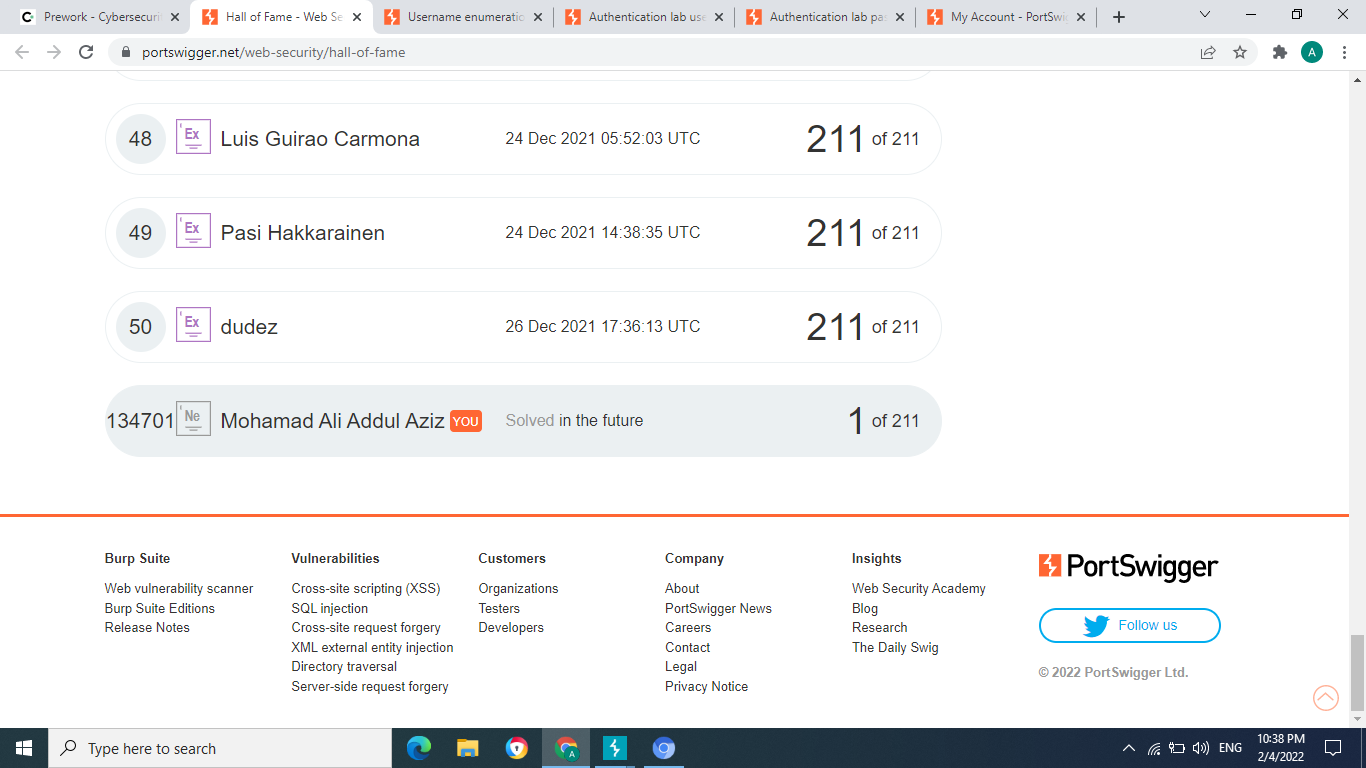 Prework - Cybersecuri
Hall of Fame - Web Se
Username enumeratio
Authentication lab use
Authentication lab pas
My Account - PortSwig
portswigger.net/web-security/hall-of-fame
A
48 Ex Luis Guirao Carmona 24 Dec 2021 05:52:03 UTC 211 of 211
49 Ex Pasi Hakkarainen 24 Dec 2021 14:38:35 UTC 211 of 211
50 Ex dudez 26 Dec 2021 17:36:13 UTC 211 of 211
134701 Ne Mohamad Ali Addul Aziz YOU Solved in the future 1 of 211
Burp Suite
Web vulnerability scanner
Burp Suite Editions
Release Notes
Vulnerabilities
Cross-site scripting (XSS)
SQL injection
Cross-site request forgery
XML external entity injection
Directory traversal
Server-side request forgery
Customers
Organizations
Testers
Developers
Company
About
PortSwigger News
Careers
Contact
Legal
Privacy Notice
Insights
Web Security Academy
Blog
Research
The Daily Swig
PortSwigger
Follow us
© 2022 PortSwigger Ltd.
Type here to search
A
ENG
10:38 PM
2/4/2022